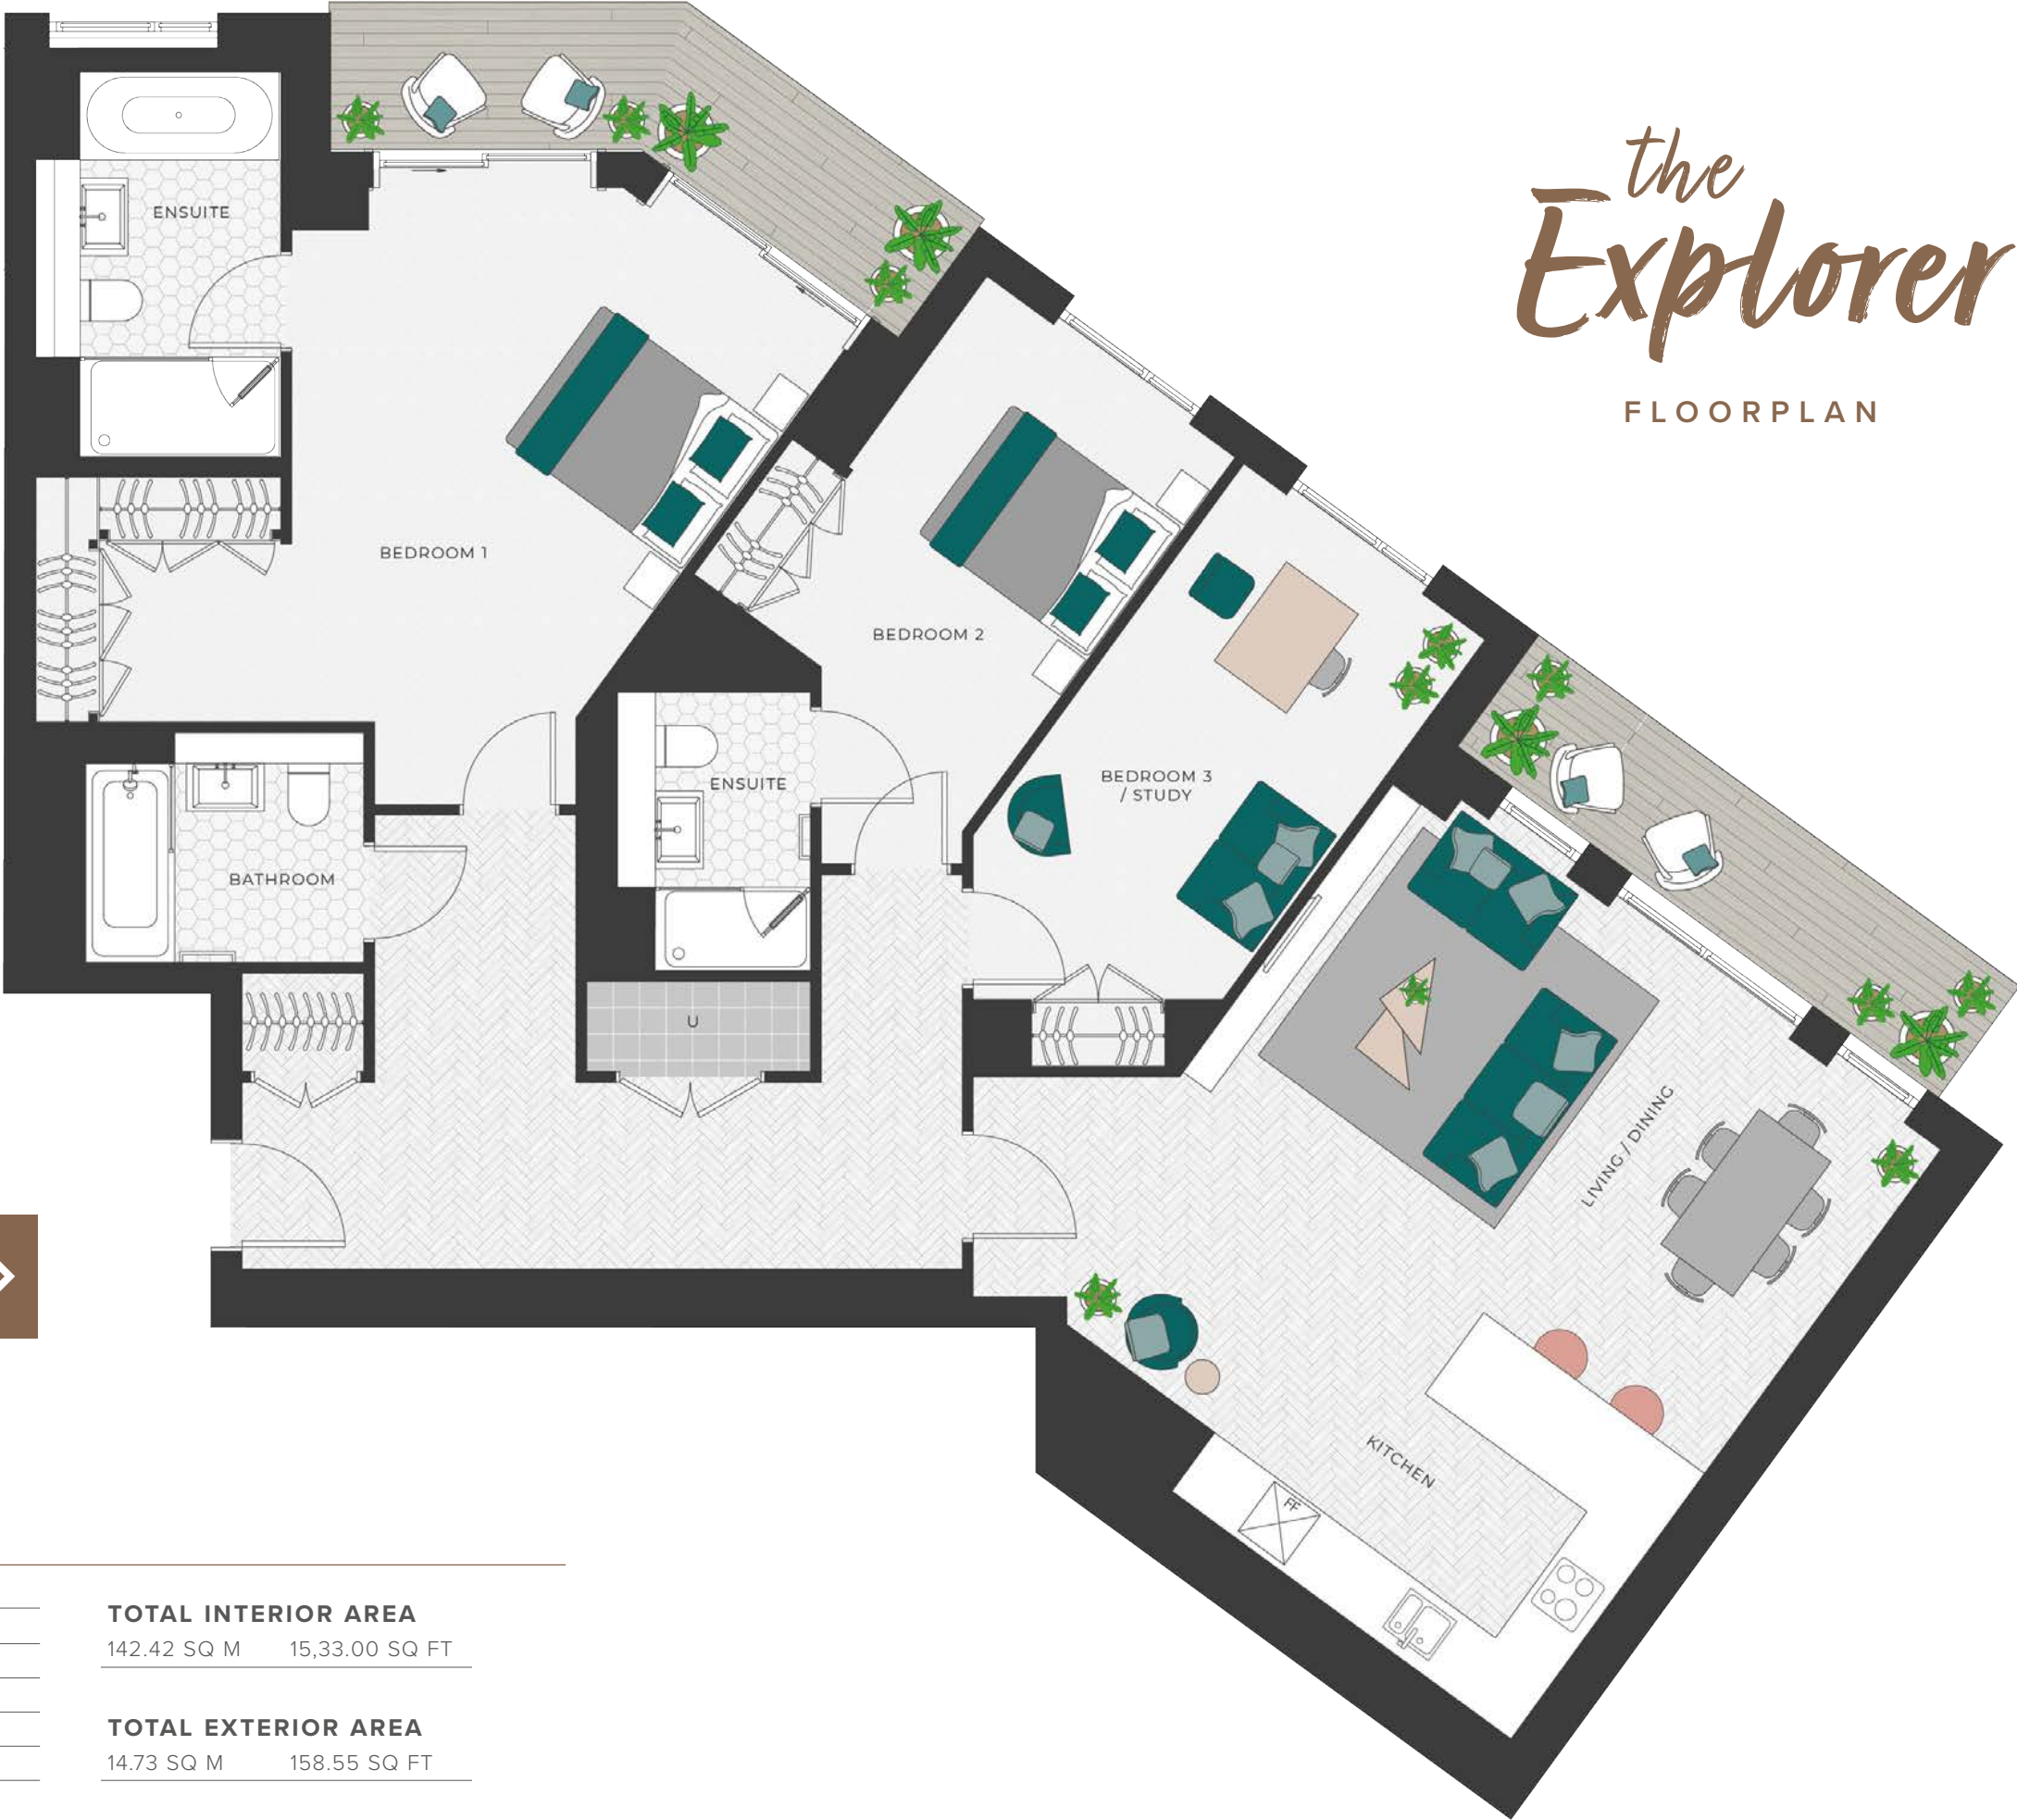 the
Explorer
FLOORPLAN
ENSUITE
BEDROOM 1
BEDROOM 2
ENSUITE
BEDROOM 3
/ STUDY
BATHROOM
U
LIVING / DINING
KITCHEN
FF
TOTAL INTERIOR AREA
142.42 SQ M 15,33.00 SQ FT
TOTAL EXTERIOR AREA
14.73 SQ M 158.55 SQ FT